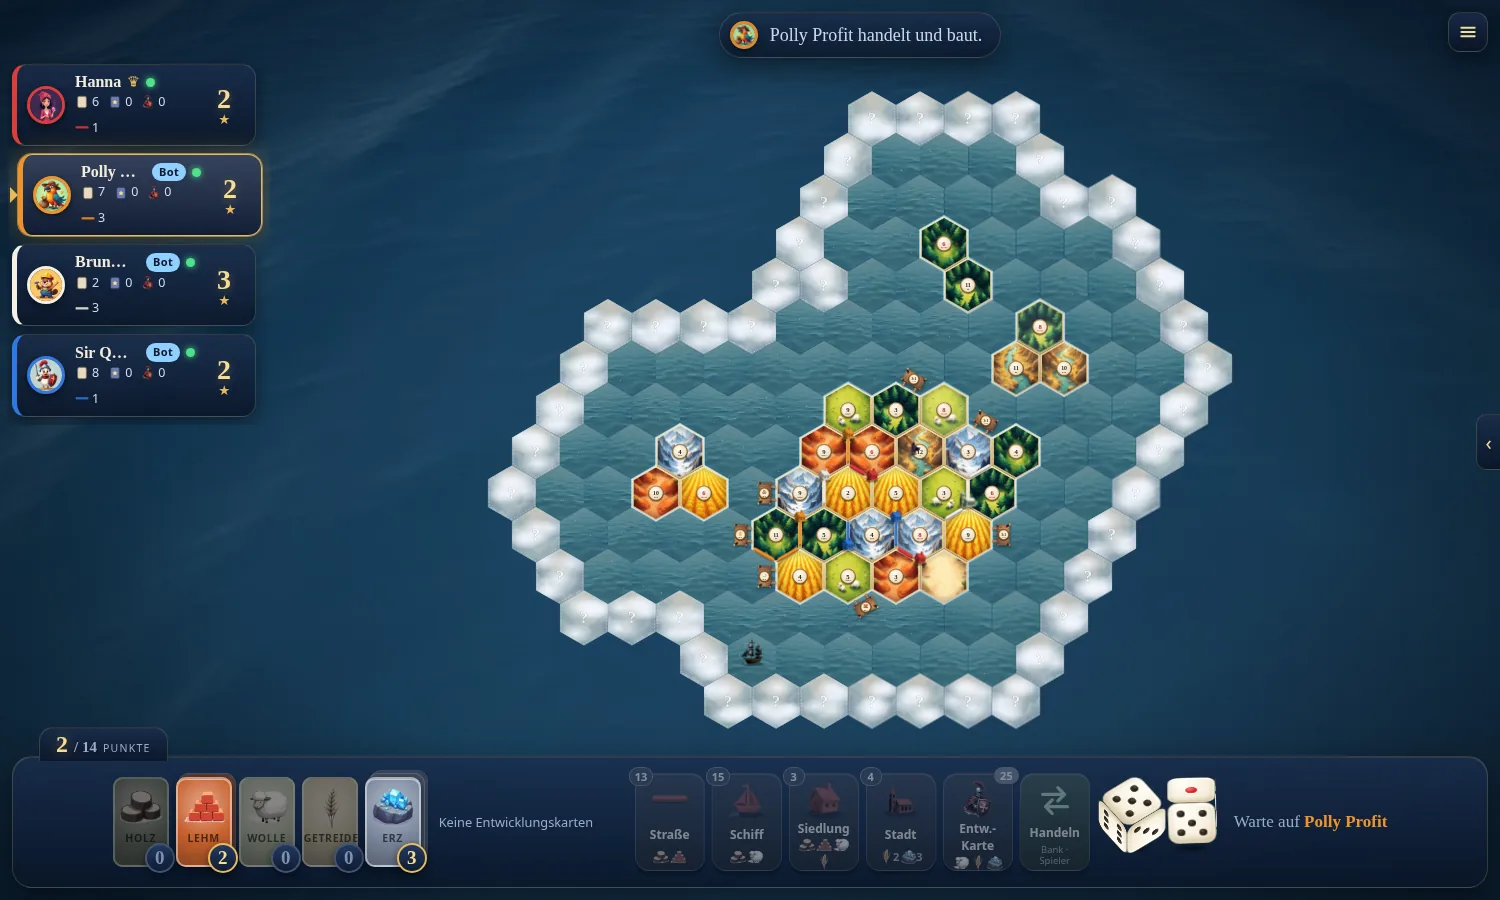 Polly Profit handelt und baut.
Hanna
6 0 0
1
2
Polly ... Bot
7 0 0
3
2
Brun... Bot
2 0 0
3
3
Sir Q... Bot
8 0 0
1
2
2 / 14 PUNKTE
HOLZ 0
LEHM 2
WOLLE 0
GETREIDE 0
ERZ 3
Keine Entwicklungskarten
13 Straße
15 Schiff
3 Siedlung
4 Stadt 2 3
25 Entw.-
Karte
Handeln
Bank ·
Spieler
Warte auf Polly Profit